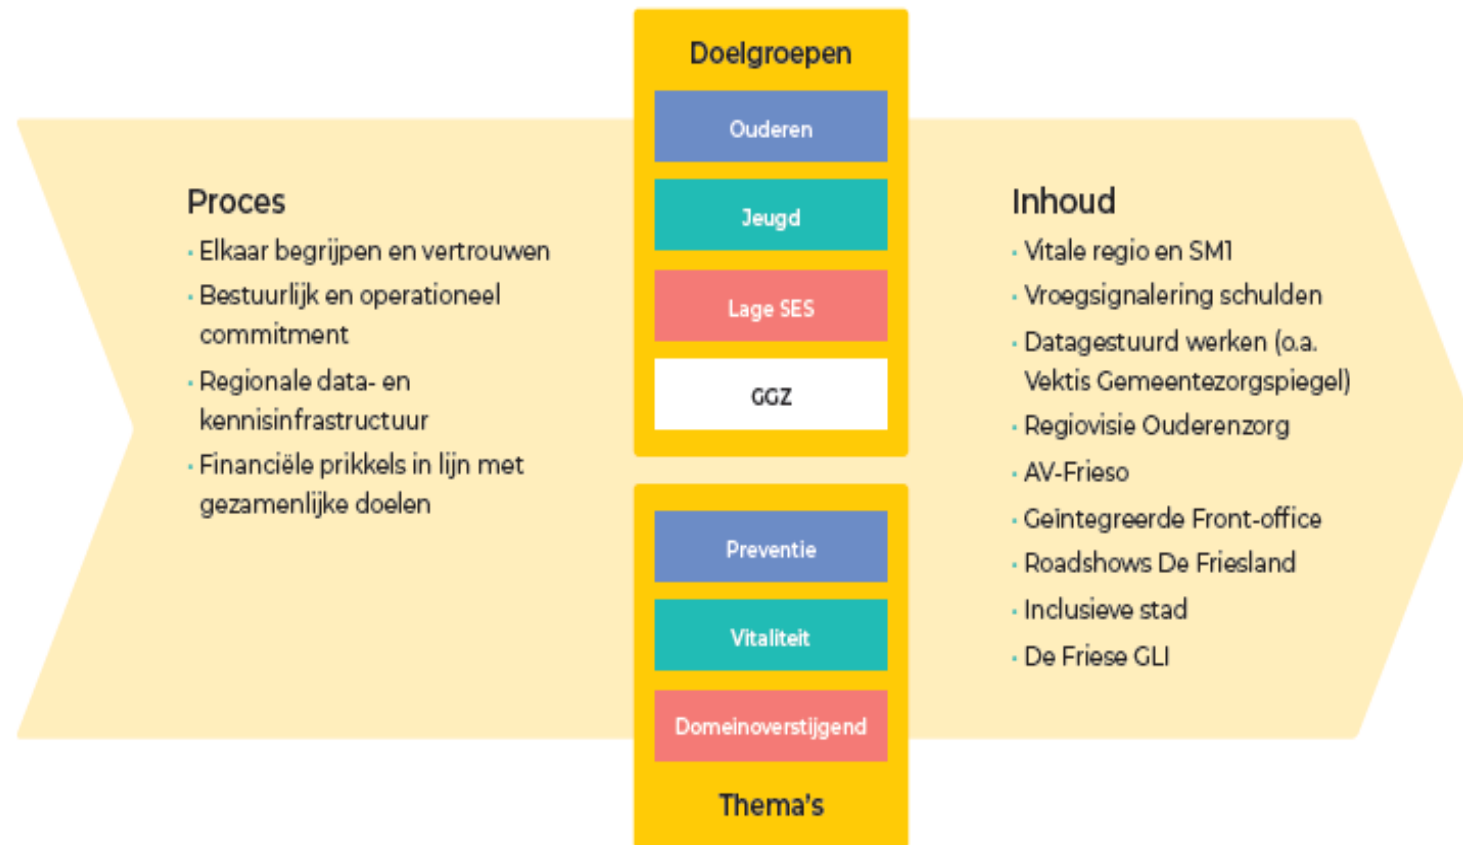 Doelgroepen
Ouderen
Jeugd
Lage SES
GGZ
Proces
· Elkaar begrijpen en vertrouwen
· Bestuurlijk en operationeel
commitment
· Regionale data- en
kennisinfrastructuur
· Financiële prikkels in lijn met
gezamenlijke doelen
Preventie
Vitaliteit
Domeinoverstijgend
Thema's
Inhoud
· Vitale regio en SM1
· Vroegsignalering schulden
· Datagestuurd werken (o.a.
Vektis Gemeentezorgspiegel)
· Regiovisie Ouderenzorg
· AV-Frieso
· Geïntegreerde Front-office
· Roadshows De Friesland
· Inclusieve stad
· De Friese GLI